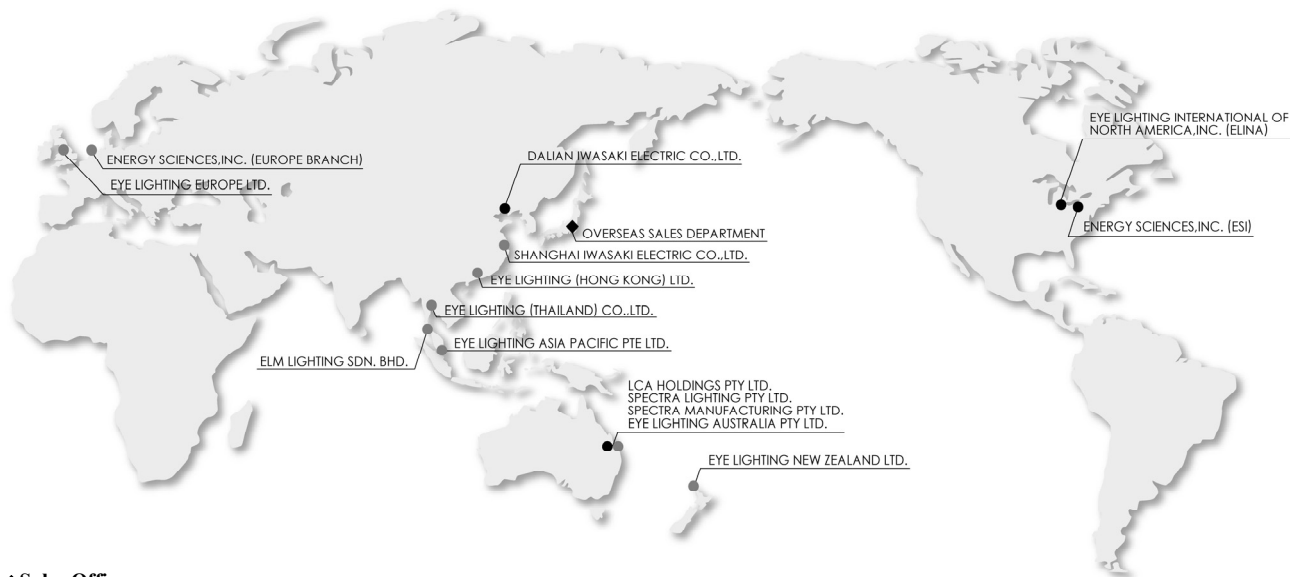 EYE LIGHTING INTERNATIONAL OF
NORTH AMERICA,INC. (ELINA)
ENERGY SCIENCES,INC. (EUROPE BRANCH)
DALIAN IWASAKI ELECTRIC CO.,LTD.
EYE LIGHTING EUROPE LTD.
ENERGY SCIENCES,INC. (ESI)
OVERSEAS SALES DEPARTMENT
SHANGHAI IWASAKI ELECTRIC CO.,LTD.
EYE LIGHTING (HONG KONG) LTD.
EYE LIGHTING (THAILAND) CO.,LTD.
EYE LIGHTING ASIA PACIFIC PTE LTD.
ELM LIGHTING SDN. BHD.
LCA HOLDINGS PTY LTD.
SPECTRA LIGHTING PTY LTD.
SPECTRA MANUFACTURING PTY LTD.
EYE LIGHTING AUSTRALIA PTY LTD.
EYE LIGHTING NEW ZEALAND LTD.